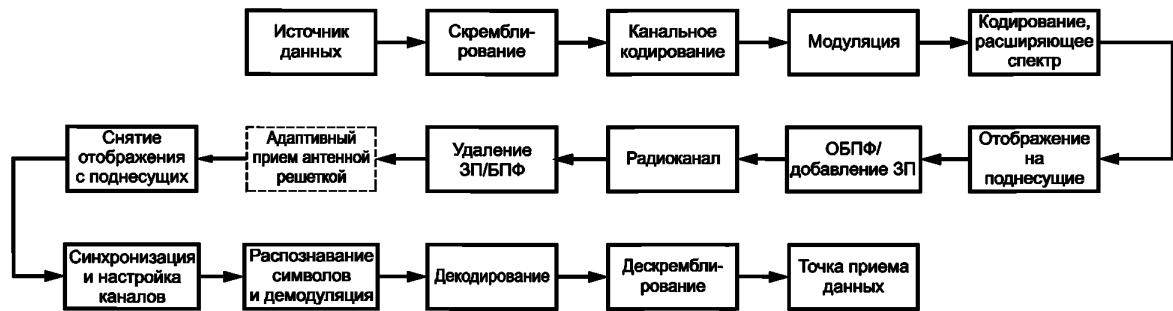 Источник
данных
Скрембли-
рование
Канальное
кодирование
Модуляция
Кодирование,
расширяющее
спектр
Снятие
отображения
с поднесущих
Адаптивный
прием антенной
решеткой
Удаление
ЗП/БПФ
Радиоканал
ОБПФ/
добавление ЗП
Отображение
на
поднесущие
Синхронизация
и настройка
каналов
Распознавание
символов
и демодуляция
Декодирование
Дескрембли-
рование
Точка приема
данных